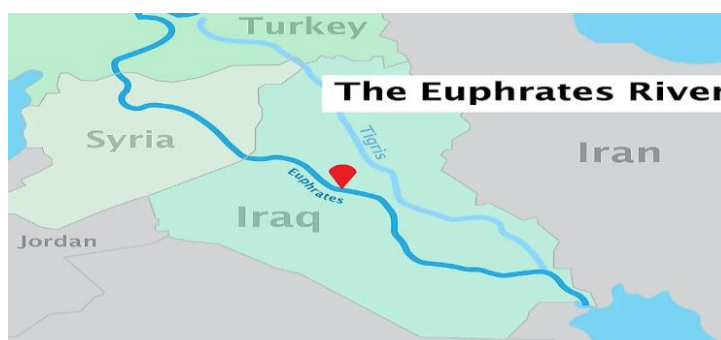 Turkey
The Euphrates River
Syria
Tigris
Iran
Euphrates
Iraq
Jordan